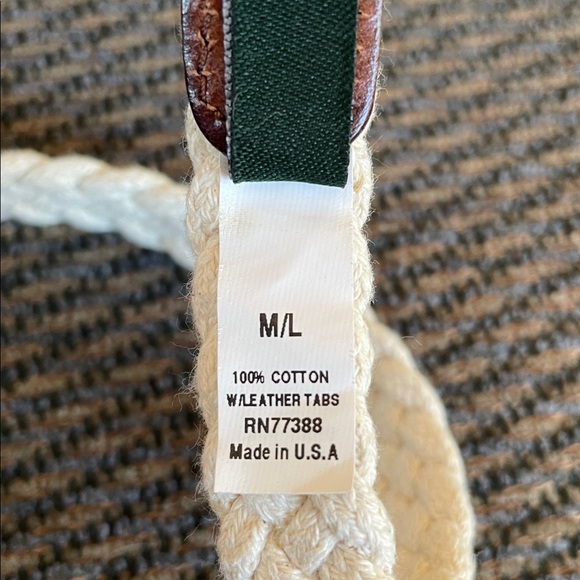 M/L
100% COTTON
W/LEATHER TABS
RN77388
Made in U.S.A